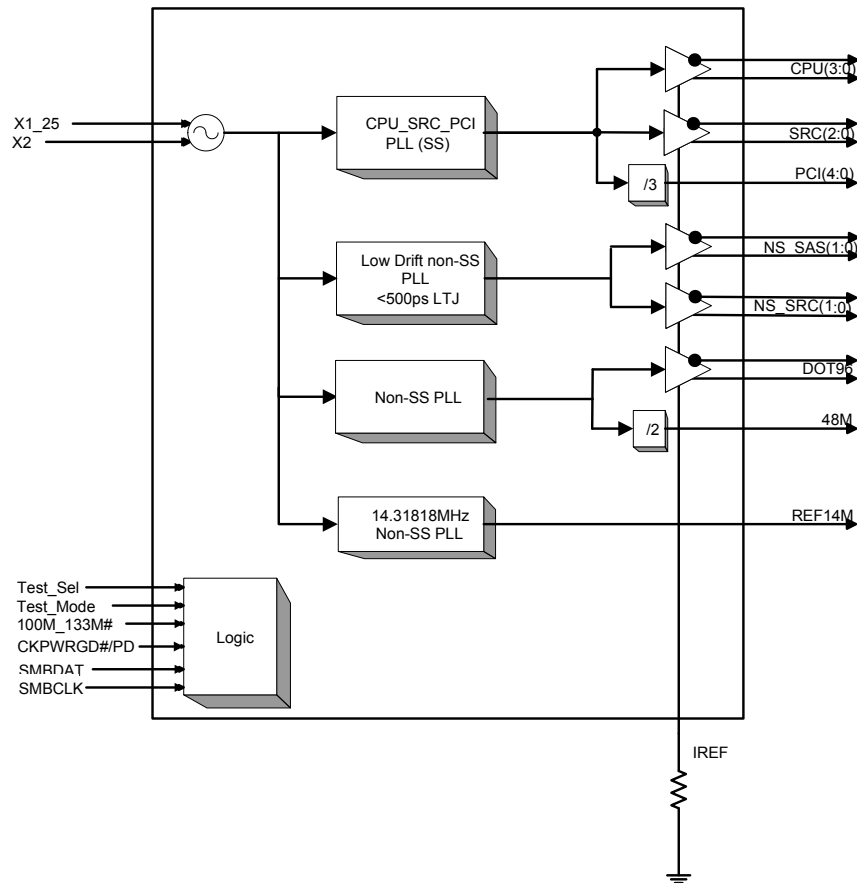 CPU(3:0)
X1_25
X2
CPU_SRC_PCI
PLL (SS)
SRC(2:0)
/3
PCI(4:0)
Low Drift non-SS
PLL
<500ps LTJ
NS_SAS(1:0)
NS_SRC(1:0)
Non-SS PLL
DOT96
/2
48M
14.31818MHz
Non-SS PLL
REF14M
Test_Sel
Test_Mode
100M_133M#
CKPWRGD#/PD
SMBDAT
SMBCLK
Logic
IREF